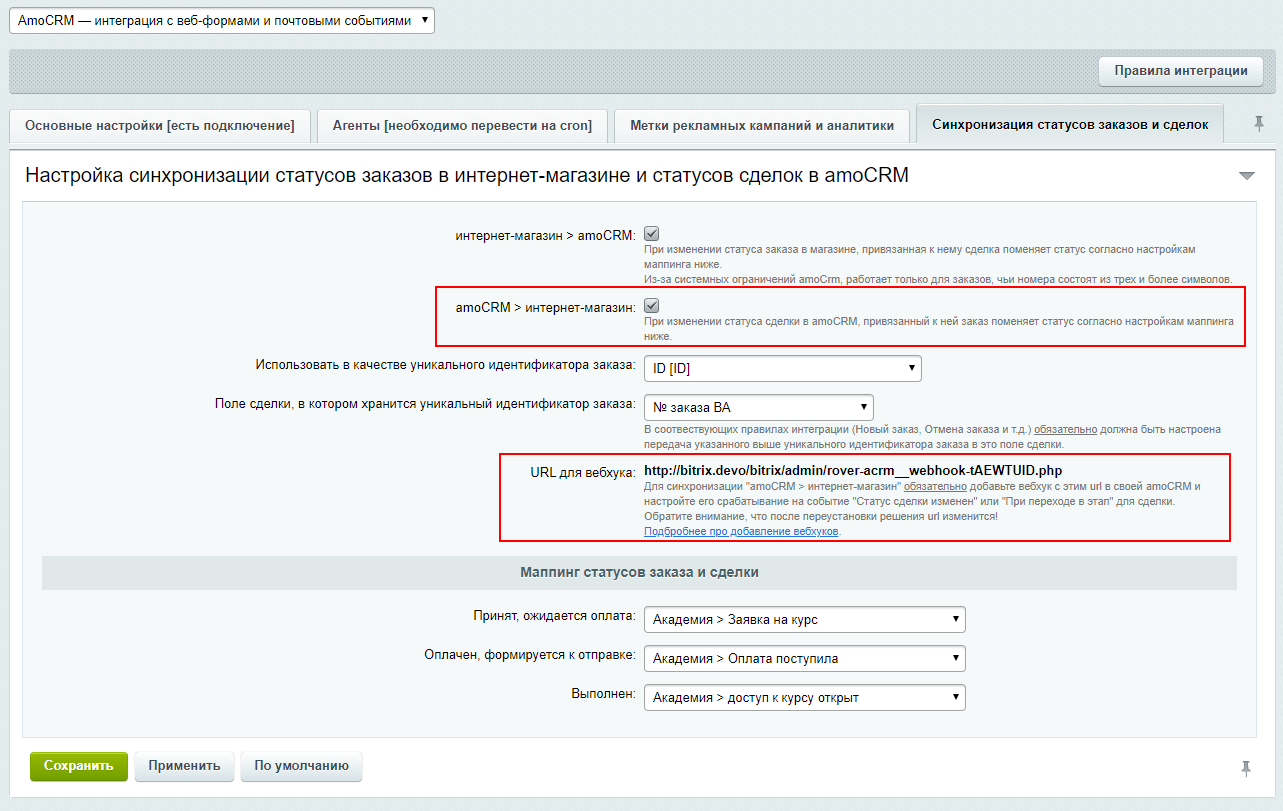 AmoCRM — интеграция с веб-формами и почтовыми событиями
Правила интеграции
Основные настройки [есть подключение]
Агенты [необходимо перевести на cron]
Метки рекламных кампаний и аналитики
Синхронизация статусов заказов и сделок
Настройка синхронизации статусов заказов в интернет-магазине и статусов сделок в amoCRM
интернет-магазин > amoCRM:
При изменении статуса заказа в магазине, привязанная к нему сделка поменяет статус согласно настройкам
маппинга ниже.
Из-за системных ограничений amoCrm, работает только для заказов, чьи номера состоят из трех и более символов.
amoCRM > интернет-магазин:
При изменении статуса сделки в amoCRM, привязанный к ней заказ поменяет статус согласно настройкам маппинга
ниже.
Использовать в качестве уникального идентификатора заказа:
ID [ID]
Поле сделки, в котором хранится уникальный идентификатор заказа:
№ заказа ВА
В соотвествующих правилах интеграции (Новый заказ, Отмена заказа и т.д.) обязательно должна быть настроена
передача указанного выше уникального идентификатора заказа в это поле сделки.
URL для вебхука:
http://bitrix.devo/bitrix/admin/rover-acrm__webhook-tAEWTUID.php
Для синхронизации "amoCRM > интернет-магазин" обязательно добавьте вебхук с этим url в своей amoCRM и
настройте его срабатывание на событие "Статус сделки изменен" или "При переходе в этап" для сделки.
Обратите внимание, что после переустановки решения url изменится!
Подбробнее про добавление вебхуков.
Маппинг статусов заказа и сделки
Принят, ожидается оплата:
Академия > Заявка на курс
Оплачен, формируется к отправке:
Академия > Оплата поступила
Выполнен:
Академия > доступ к курсу открыт
Сохранить
Применить
По умолчанию